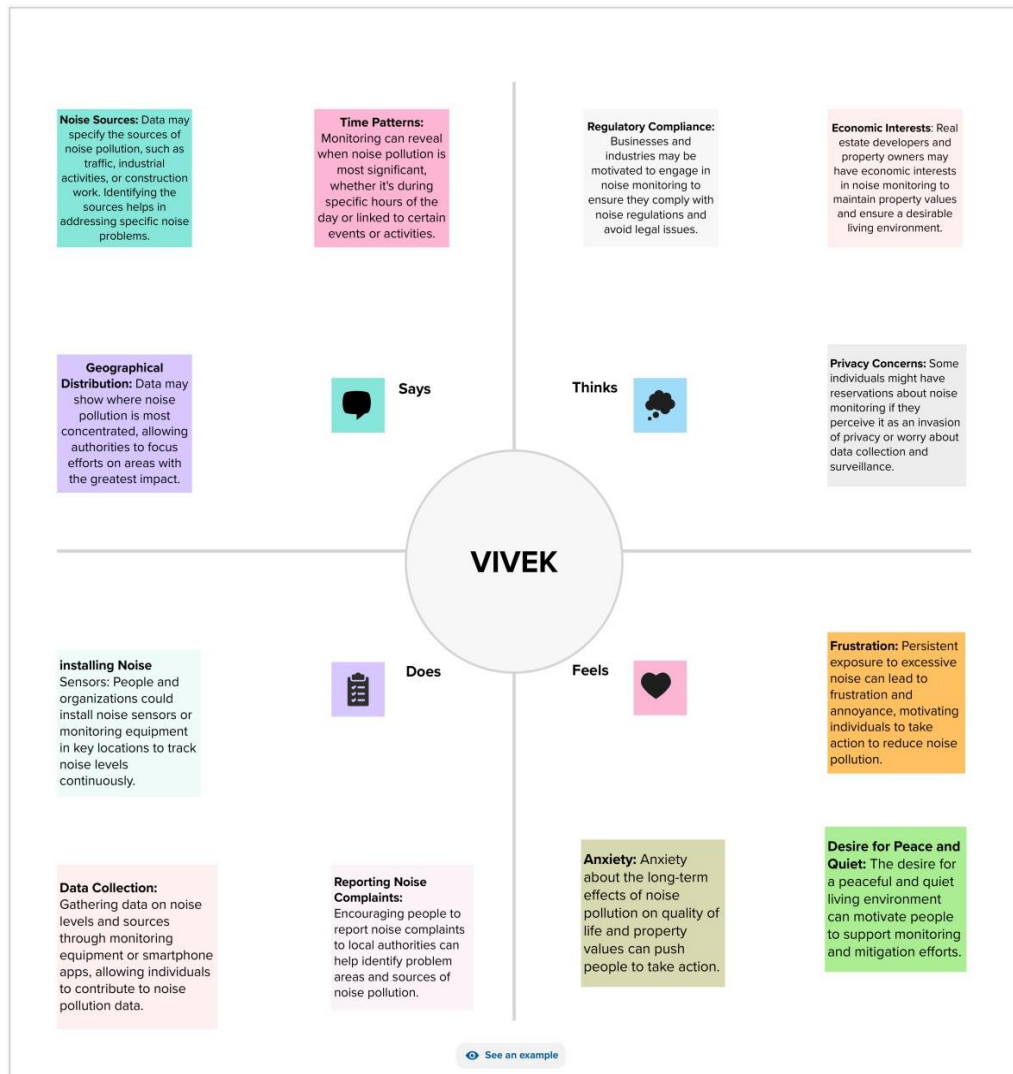 Noise Sources: Data may
specify the sources of
noise pollution, such as
traffic, industrial
activities, or construction
work. Identifying the
sources helps in
addressing specific noise
problems.
Time Patterns:
Monitoring can reveal
when noise pollution is
most significant,
whether it's during
specific hours of the
day or linked to certain
events or activities.
Regulatory Compliance:
Businesses and
industries may be
motivated to engage in
noise monitoring to
ensure they comply with
noise regulations and
avoid legal issues.
Economic Interests: Real
estate developers and
property owners may
have economic interests
in noise monitoring to
maintain property values
and ensure a desirable
living environment.
Geographical
Distribution: Data may
show where noise
pollution is most
concentrated, allowing
authorities to focus
efforts on areas with
the greatest impact.
Says
Thinks
Privacy Concerns: Some
individuals might have
reservations about noise
monitoring if they
perceive it as an invasion
of privacy or worry about
data collection and
surveillance.
VIVEK
installing Noise
Sensors: People and
organizations could
install noise sensors or
monitoring equipment
in key locations to track
noise levels
continuously.
Does
Feels
Frustration: Persistent
exposure to excessive
noise can lead to
frustration and
annoyance, motivating
individuals to take
action to reduce noise
pollution.
Data Collection:
Gathering data on noise
levels and sources
through monitoring
equipment or smartphone
apps, allowing individuals
to contribute to noise
pollution data.
Reporting Noise
Complaints:
Encouraging people to
report noise complaints
to local authorities can
help identify problem
areas and sources of
noise pollution.
Anxiety: Anxiety
about the long-term
effects of noise
pollution on quality of
life and property
values can push
people to take action.
Desire for Peace and
Quiet: The desire for
a peaceful and quiet
living environment
can motivate people
to support monitoring
and mitigation efforts.
See an example